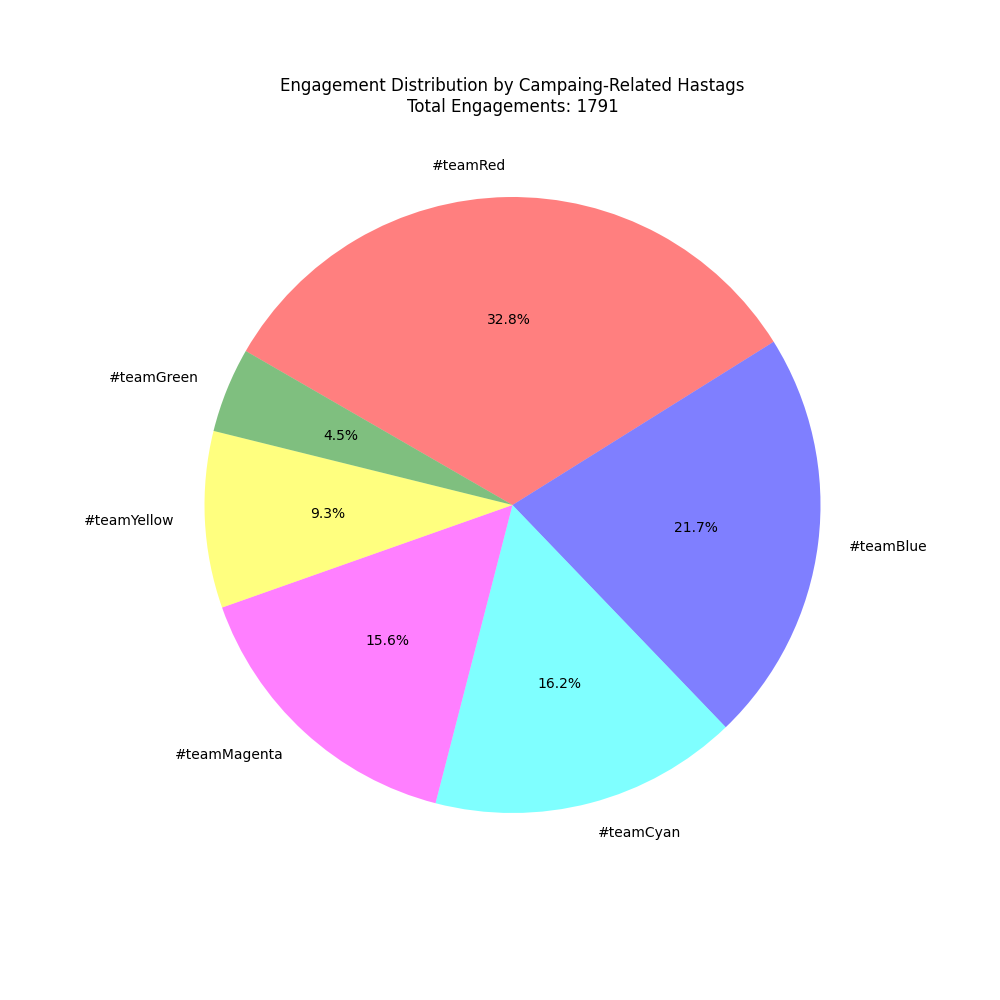 Engagement Distribution by Campaing-Related Hastags
Total Engagements: 1791
#teamRed
32.8%
#teamGreen
4.5%
#teamYellow
9.3%
#teamBlue
21.7%
#teamMagenta
15.6%
#teamCyan
16.2%